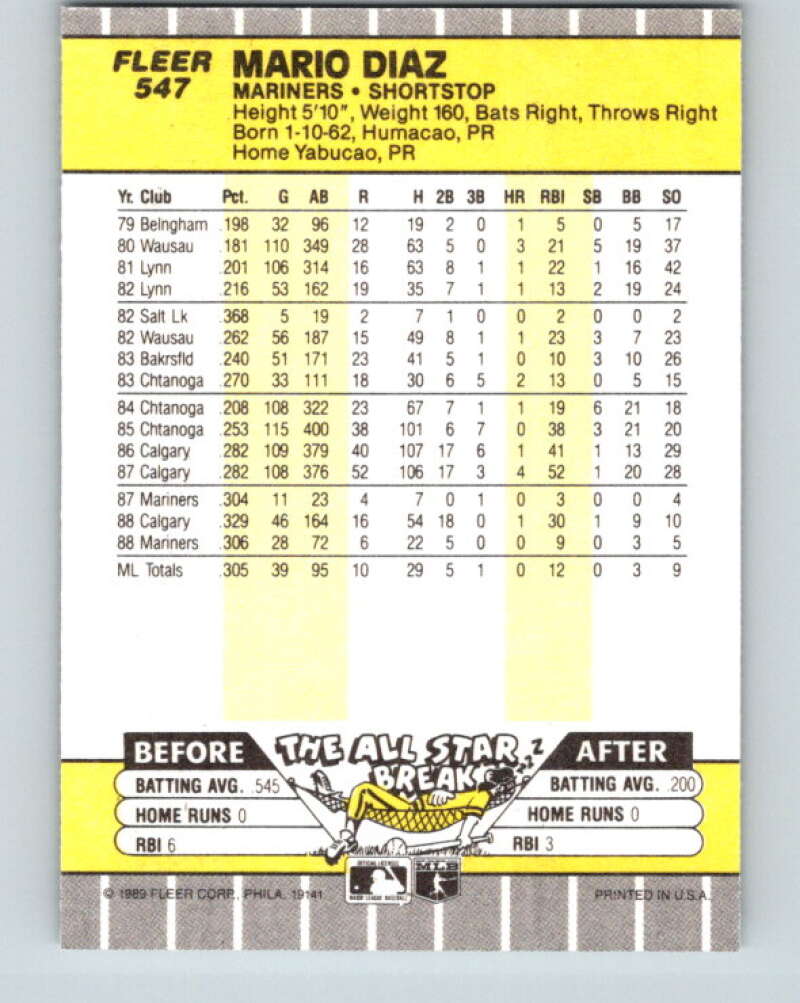 FLEER
547
MARIO DIAZ
MARINERS • SHORTSTOP
Height 5'10", Weight 160, Bats Right, Throws Right
Born 1-10-62, Humacao, PR
Home Yabucao, PR
Yr. Club Pct. G AB R H 2B 3B HR RBI SB BB SO
79 Belngham .198 32 96 12 19 2 0 1 5 0 5 17
80 Wausau .181 110 349 28 63 5 0 3 21 5 19 37
81 Lynn .201 106 314 16 63 8 1 1 22 1 16 42
82 Lynn .216 53 162 19 35 7 1 1 13 2 19 24
82 Salt Lk .368 5 19 2 7 1 0 0 2 0 0 2
82 Wausau .262 56 187 15 49 8 1 1 23 3 7 23
83 Bakrsfld .240 51 171 23 41 5 1 0 10 3 10 26
83 Chtanoga .270 33 111 18 30 6 5 2 13 0 5 15
84 Chtanoga .208 108 322 23 67 7 1 1 19 6 21 18
85 Chtanoga .253 115 400 38 101 6 7 0 38 3 21 20
86 Calgary .282 109 379 40 107 17 6 1 41 1 13 29
87 Calgary .282 108 376 52 106 17 3 4 52 1 20 28
87 Mariners .304 11 23 4 7 0 1 0 3 0 0 4
88 Calgary .329 46 164 16 54 18 0 1 30 1 9 10
88 Mariners .306 28 72 6 22 5 0 0 9 0 3 5
ML Totals .305 39 95 10 29 5 1 0 12 0 3 9
BEFORE THE ALL STAR BREAK ZZZ AFTER
BATTING AVG. .545 BATTING AVG. .200
HOME RUNS 0 HOME RUNS 0
RBI 6 RBI 3
OFFICIAL LICENSEE
MAJOR LEAGUE BASEBALL
MLB
© 1989 FLEER CORP., PHILA. 19141 PRINTED IN U.S.A.